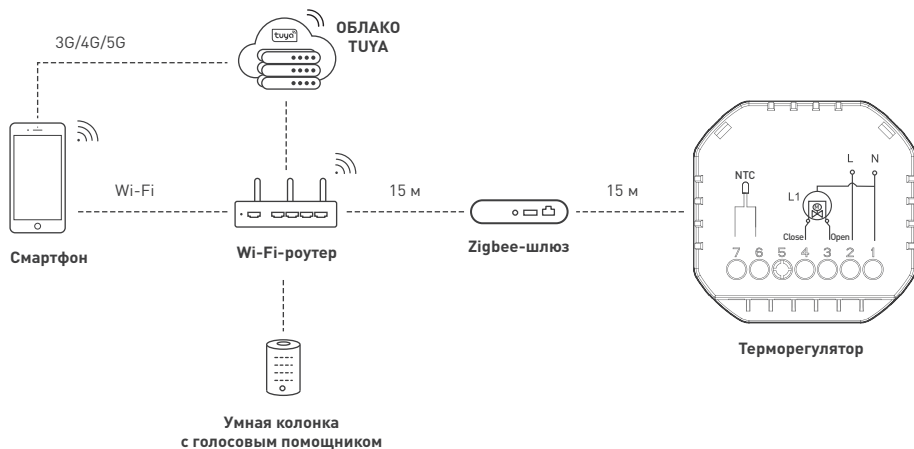 ОБЛАКО
TUYA
tuya
3G/4G/5G
Wi-Fi
15 м
15 м
Смартфон
Wi-Fi-роутер
Zigbee-шлюз
L N
NTC
L1
M
Close Open
7 6 5 4 3 2 1
Терморегулятор
Умная колонка
с голосовым помощником